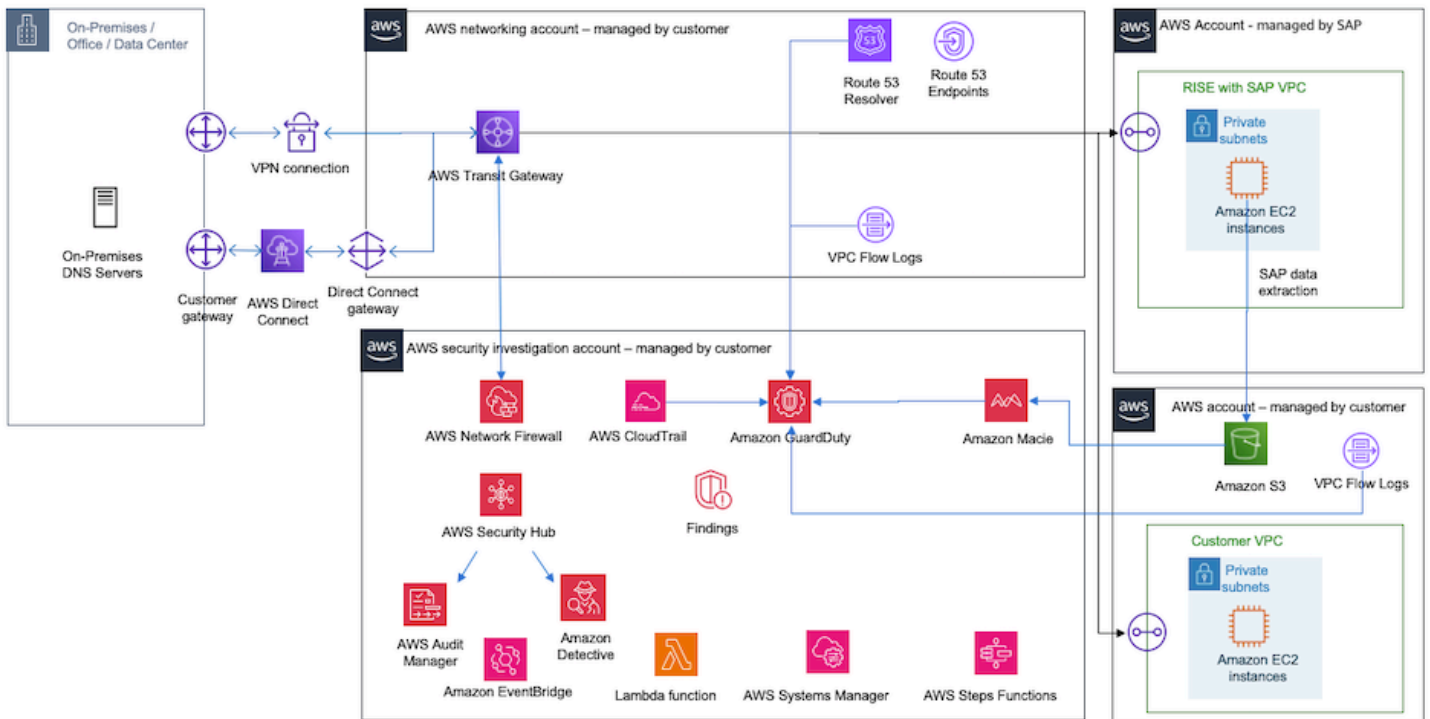 On-Premises /
Office / Data Center
aws
AWS networking account – managed by customer
53
Route 53
Resolver
Route 53
Endpoints
aws
AWS Account - managed by SAP
RISE with SAP VPC
Private
subnets
Amazon EC2
instances
SAP data
extraction
VPN connection
AWS Transit Gateway
On-Premises
DNS Servers
Customer
gateway
AWS Direct
Connect
Direct Connect
gateway
VPC Flow Logs
aws
AWS security investigation account – managed by customer
AWS Network Firewall
AWS CloudTrail
Amazon GuardDuty
Amazon Macie
AWS Security Hub
Findings
AWS Audit
Manager
Amazon
Detective
Amazon EventBridge
Lambda function
AWS Systems Manager
AWS Steps Functions
aws
AWS account – managed by customer
Amazon S3
VPC Flow Logs
Customer VPC
Private
subnets
Amazon EC2
instances